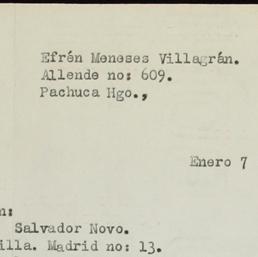 Efrén Meneses Villagrán.
Allende no: 609.
Pachuca Hgo.,
Enero 7
n:
Salvador Novo.
illa. Madrid no: 13.